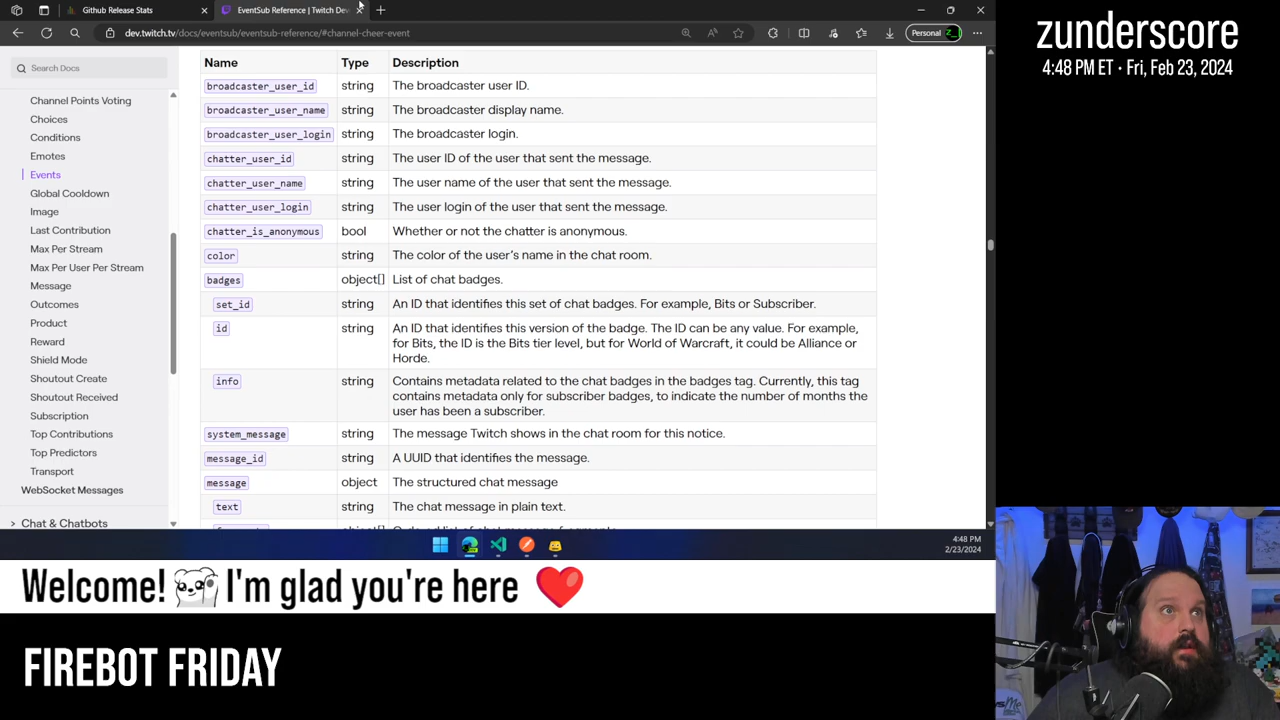 Github Release Stats
EventSub Reference | Twitch Dev
dev.twitch.tv/docs/eventsub/eventsub-reference/#channel-cheer-event
Personal
Search Docs
Channel Points Voting
Choices
Conditions
Emotes
Events
Global Cooldown
Image
Last Contribution
Max Per Stream
Max Per User Per Stream
Message
Outcomes
Product
Reward
Shield Mode
Shoutout Create
Shoutout Received
Subscription
Top Contributions
Top Predictors
Transport
WebSocket Messages
Chat & Chatbots
Name Type Description
broadcaster_user_id string The broadcaster user ID.
broadcaster_user_name string The broadcaster display name.
broadcaster_user_login string The broadcaster login.
chatter_user_id string The user ID of the user that sent the message.
chatter_user_name string The user name of the user that sent the message.
chatter_user_login string The user login of the user that sent the message.
chatter_is_anonymous bool Whether or not the chatter is anonymous.
color string The color of the user's name in the chat room.
badges object[] List of chat badges.
set_id string An ID that identifies this set of chat badges. For example, Bits or Subscriber.
id string An ID that identifies this version of the badge. The ID can be any value. For example,
for Bits, the ID is the Bits tier level, but for World of Warcraft, it could be Alliance or
Horde.
info string Contains metadata related to the chat badges in the badges tag. Currently, this tag
contains metadata only for subscriber badges, to indicate the number of months the
user has been a subscriber.
system_message string The message Twitch shows in the chat room for this notice.
message_id string A UUID that identifies the message.
message object The structured chat message
text string The chat message in plain text.
4:48 PM
2/23/2024
zunderscore
4:48 PM ET • Fri, Feb 23, 2024
Welcome! I'm glad you're here
FIREBOT FRIDAY